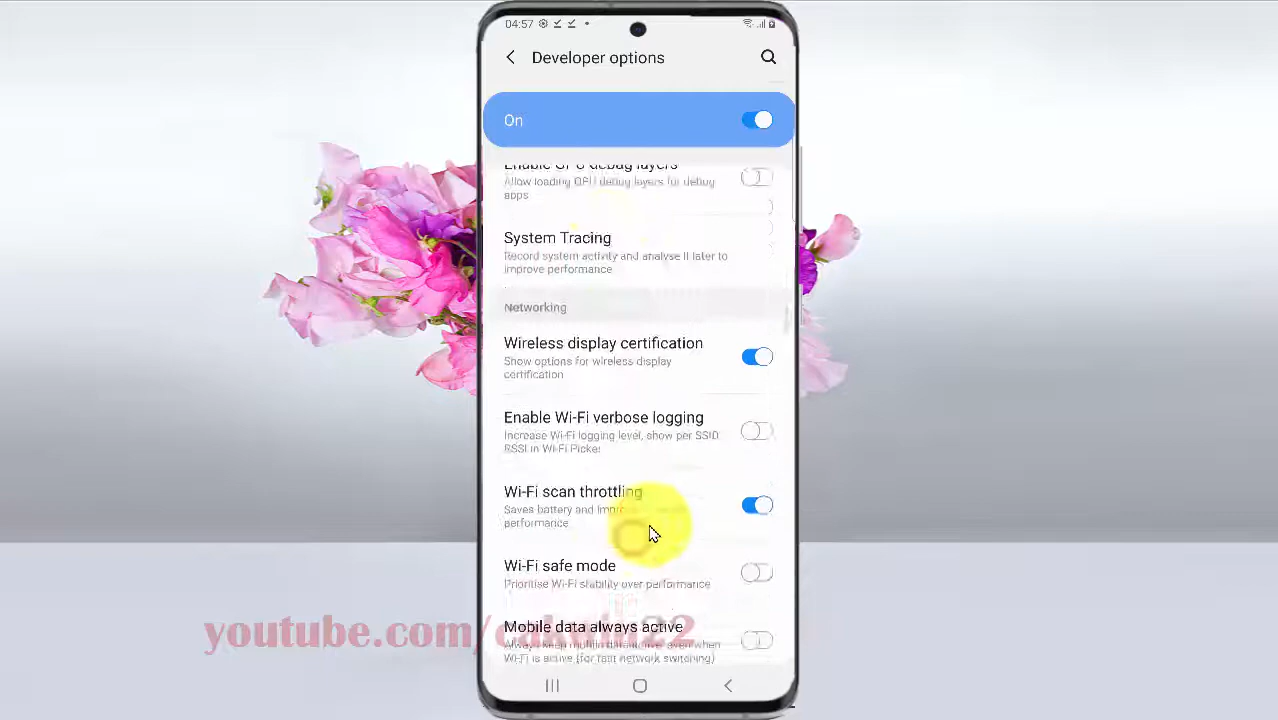 04:57
Developer options
On
Enable GPU debug layers
Allow loading GPU debug layers for debug
apps
System Tracing
Record system activity and analyse it later to
improve performance
Networking
Wireless display certification
Show options for wireless display
certification
Enable Wi-Fi verbose logging
Increase Wi-Fi logging level, show per SSID
RSSI in Wi-Fi Picker
Wi-Fi scan throttling
Saves battery and
performance
Wi-Fi safe mode
Prioritise Wi-Fi stability over performance
youtube.com/cakwin22
Mobile data always active
Always keep mobile data active, even when
Wi-Fi is active (for fast network switching)